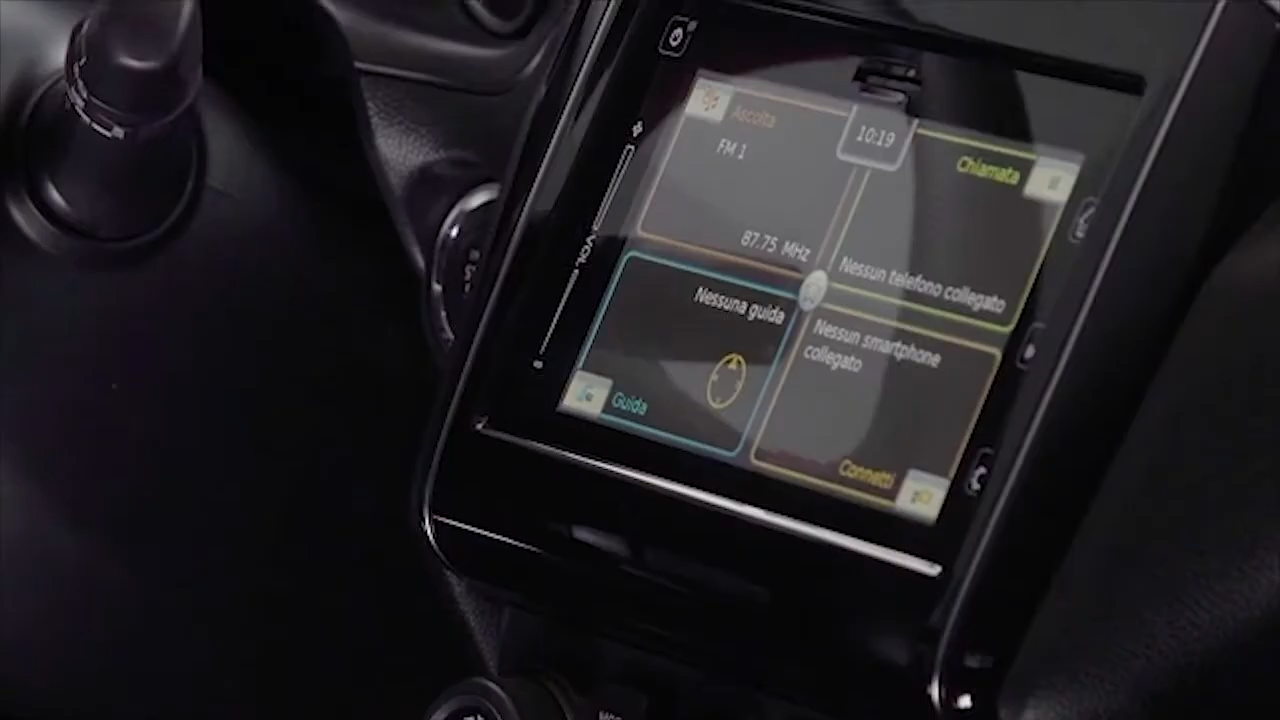 Ascolta
FM 1
87.75 MHz
10:19
Chiamata
Nessun telefono collegato
VOL
Nessuna guida
Guida
Nessun smartphone
collegato
Connetti